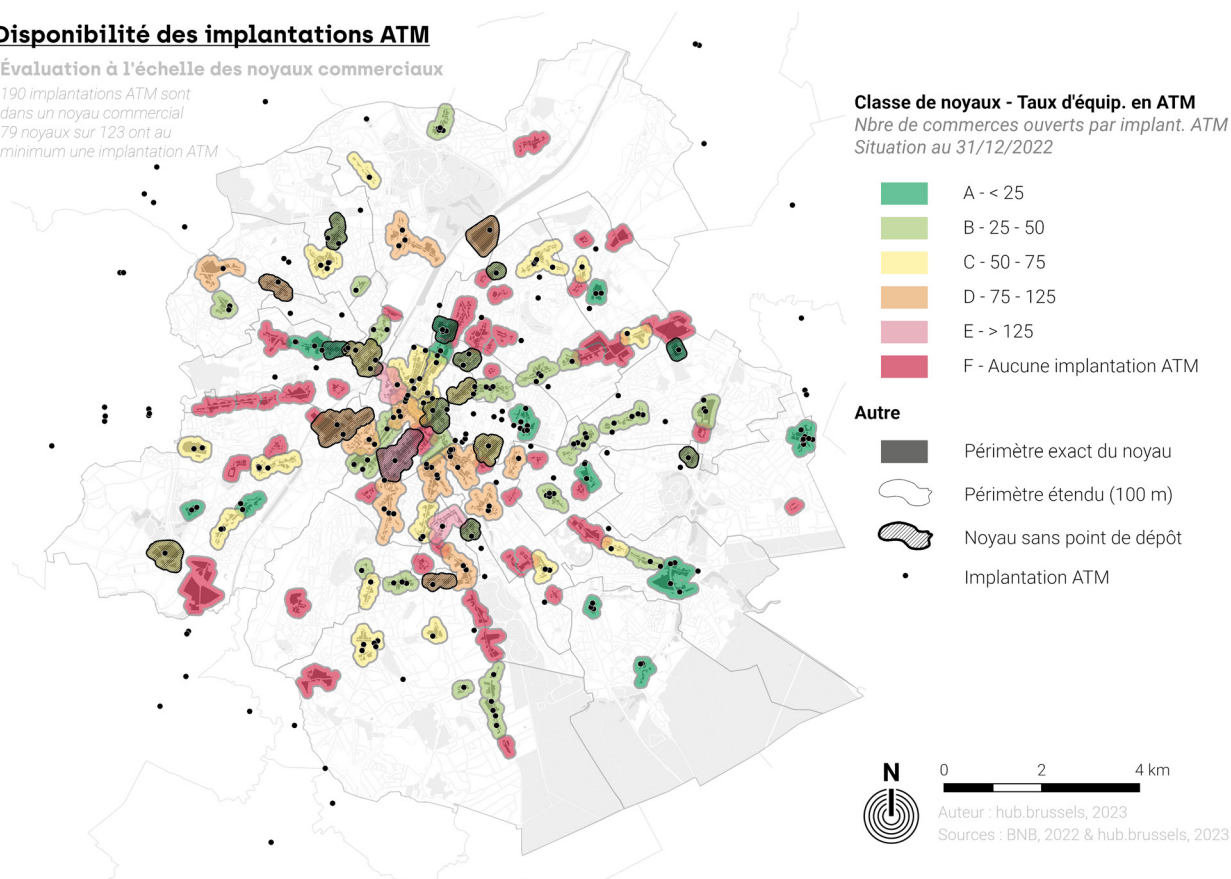 Disponibilité des implantations ATM
Évaluation à l'échelle des noyaux commerciaux
190 implantations ATM sont
dans un noyau commercial
79 noyaux sur 123 ont au
minimum une implantation ATM
Classe de noyaux - Taux d'équip. en ATM
Nbre de commerces ouverts par implant. ATM
Situation au 31/12/2022
A - < 25
B - 25 - 50
C - 50 - 75
D - 75 - 125
E - > 125
F - Aucune implantation ATM
Autre
Périmètre exact du noyau
Périmètre étendu (100 m)
Noyau sans point de dépôt
Implantation ATM
N
0 2 4 km
Auteur : hub.brussels, 2023
Sources : BNB, 2022 & hub.brussels, 2023